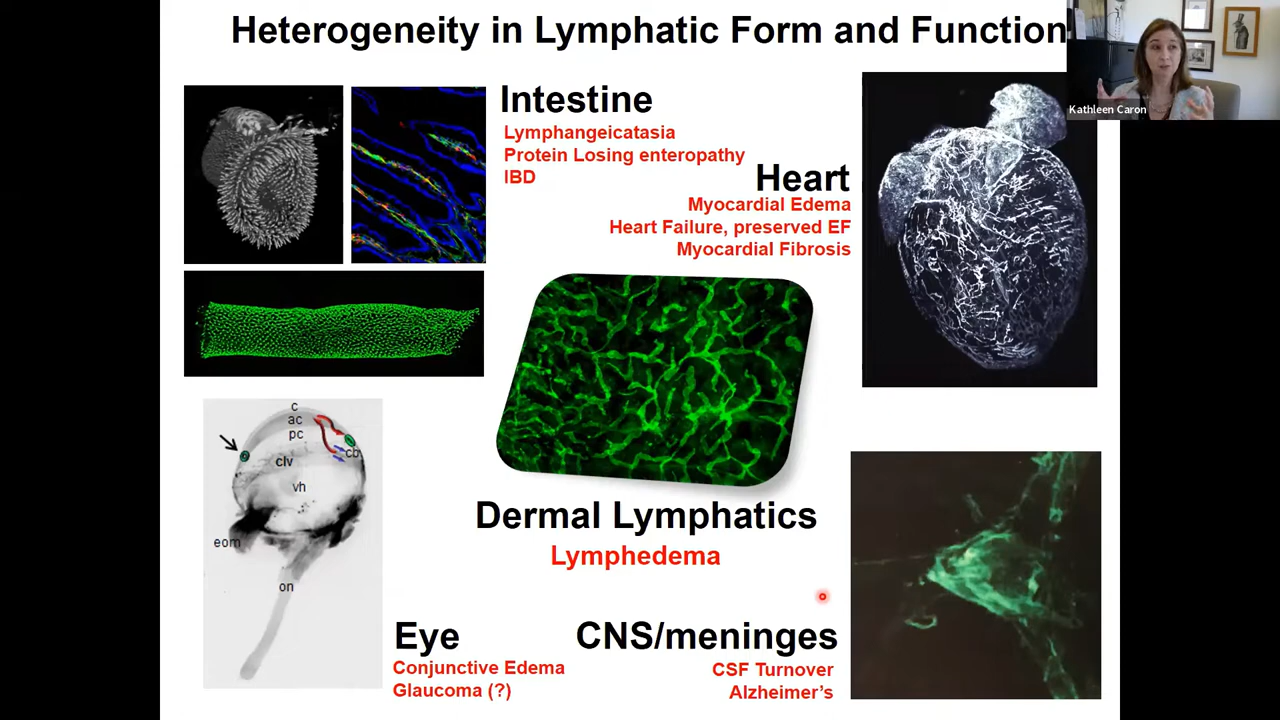 Heterogeneity in Lymphatic Form and Function
Kathleen Caron
Intestine
Lymphangeicatasia
Protein Losing enteropathy
IBD
Heart
Myocardial Edema
Heart Failure, preserved EF
Myocardial Fibrosis
c
ac
pc
cb
clv
vh
eom
on
Dermal Lymphatics
Lymphedema
Eye
Conjunctive Edema
Glaucoma (?)
CNS/meninges
CSF Turnover
Alzheimer's